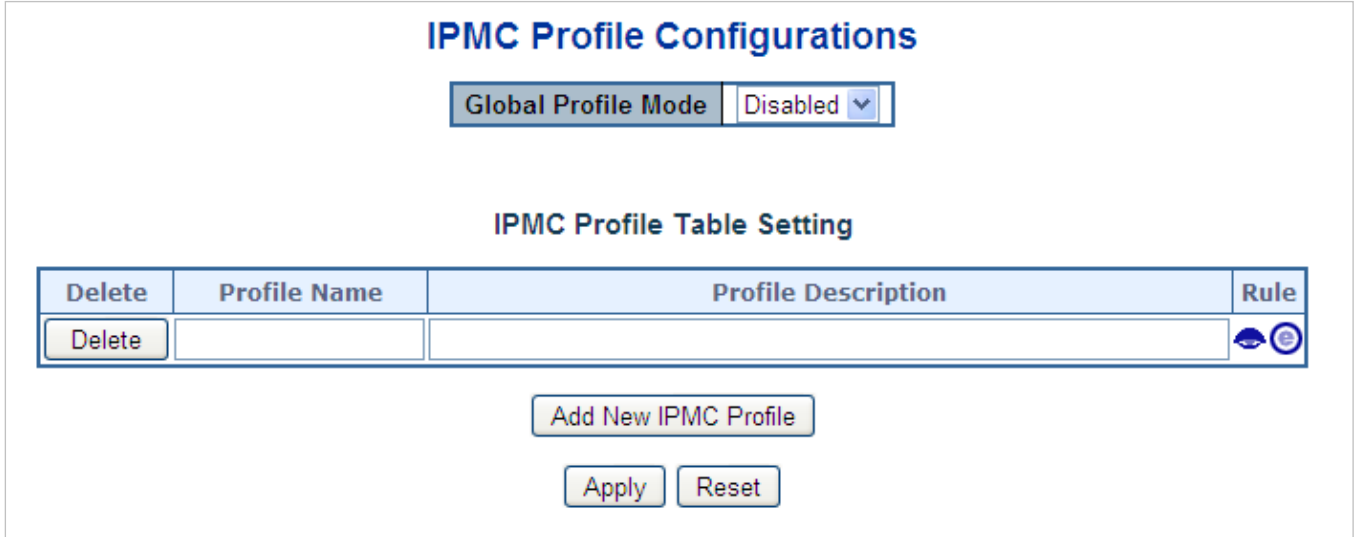 IPMC Profile Configurations
Global Profile Mode Disabled
IPMC Profile Table Setting
Delete Profile Name Profile Description Rule
Delete e
Add New IPMC Profile
Apply Reset